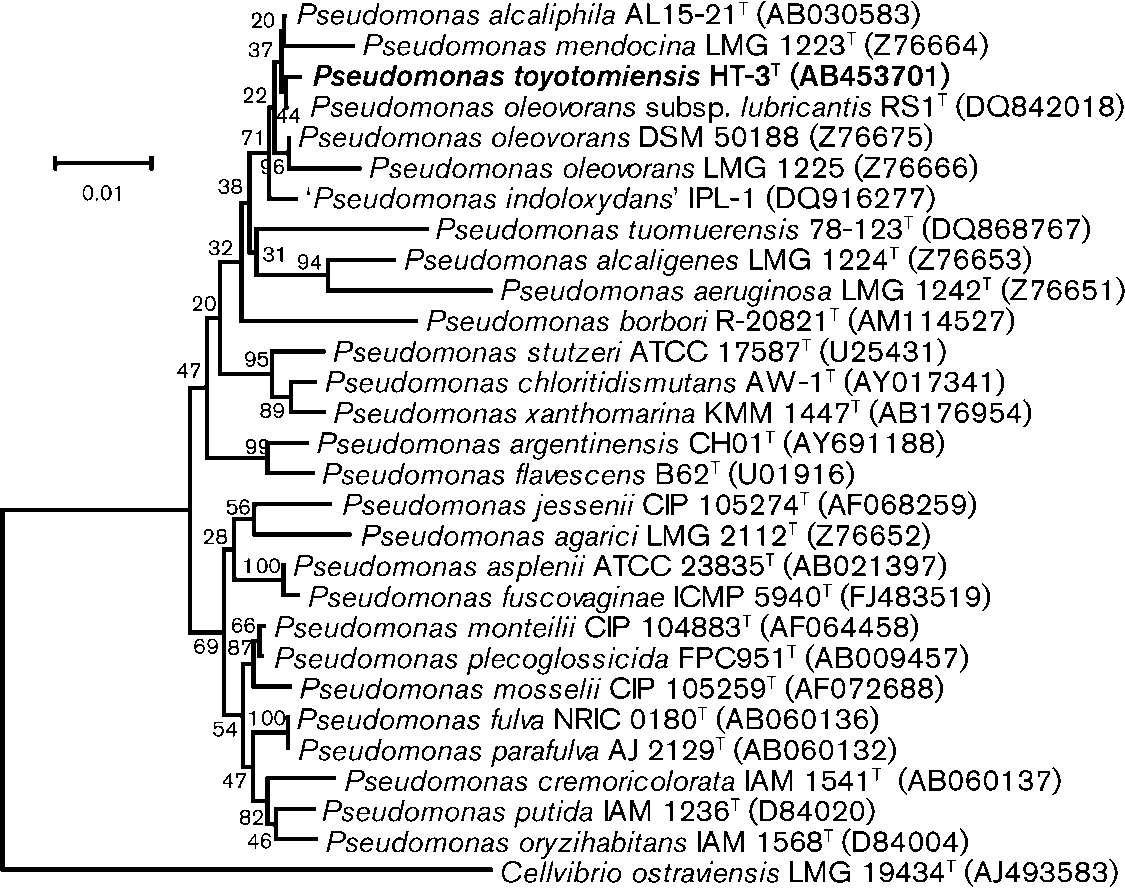 20
Pseudomonas alcaliphila AL15-21ᵀ (AB030583)
37
Pseudomonas mendocina LMG 1223ᵀ (Z76664)
Pseudomonas toyotomiensis HT-3ᵀ (AB453701)
22
44
Pseudomonas oleovorans subsp. lubricantis RS1ᵀ (DQ842018)
71
Pseudomonas oleovorans DSM 50188 (Z76675)
96
Pseudomonas oleovorans LMG 1225 (Z76666)
0.01
38
‘Pseudomonas indoloxydans’ IPL-1 (DQ916277)
Pseudomonas tuomuerensis 78-123ᵀ (DQ868767)
32
31
94
Pseudomonas alcaligenes LMG 1224ᵀ (Z76653)
Pseudomonas aeruginosa LMG 1242ᵀ (Z76651)
20
Pseudomonas borbori R-20821ᵀ (AM114527)
95
Pseudomonas stutzeri ATCC 17587ᵀ (U25431)
47
Pseudomonas chloritidismutans AW-1ᵀ (AY017341)
89
Pseudomonas xanthomarina KMM 1447ᵀ (AB176954)
99
Pseudomonas argentinensis CH01ᵀ (AY691188)
Pseudomonas flavescens B62ᵀ (U01916)
56
Pseudomonas jessenii CIP 105274ᵀ (AF068259)
28
Pseudomonas agarici LMG 2112ᵀ (Z76652)
100
Pseudomonas asplenii ATCC 23835ᵀ (AB021397)
Pseudomonas fuscovaginae ICMP 5940ᵀ (FJ483519)
66
Pseudomonas monteilii CIP 104883ᵀ (AF064458)
69
87
Pseudomonas plecoglossicida FPC951ᵀ (AB009457)
Pseudomonas mosselii CIP 105259ᵀ (AF072688)
54
100
Pseudomonas fulva NRIC 0180ᵀ (AB060136)
Pseudomonas parafulva AJ 2129ᵀ (AB060132)
47
Pseudomonas cremoricolorata IAM 1541ᵀ (AB060137)
82
Pseudomonas putida IAM 1236ᵀ (D84020)
46
Pseudomonas oryzihabitans IAM 1568ᵀ (D84004)
Cellvibrio ostraviensis LMG 19434ᵀ (AJ493583)